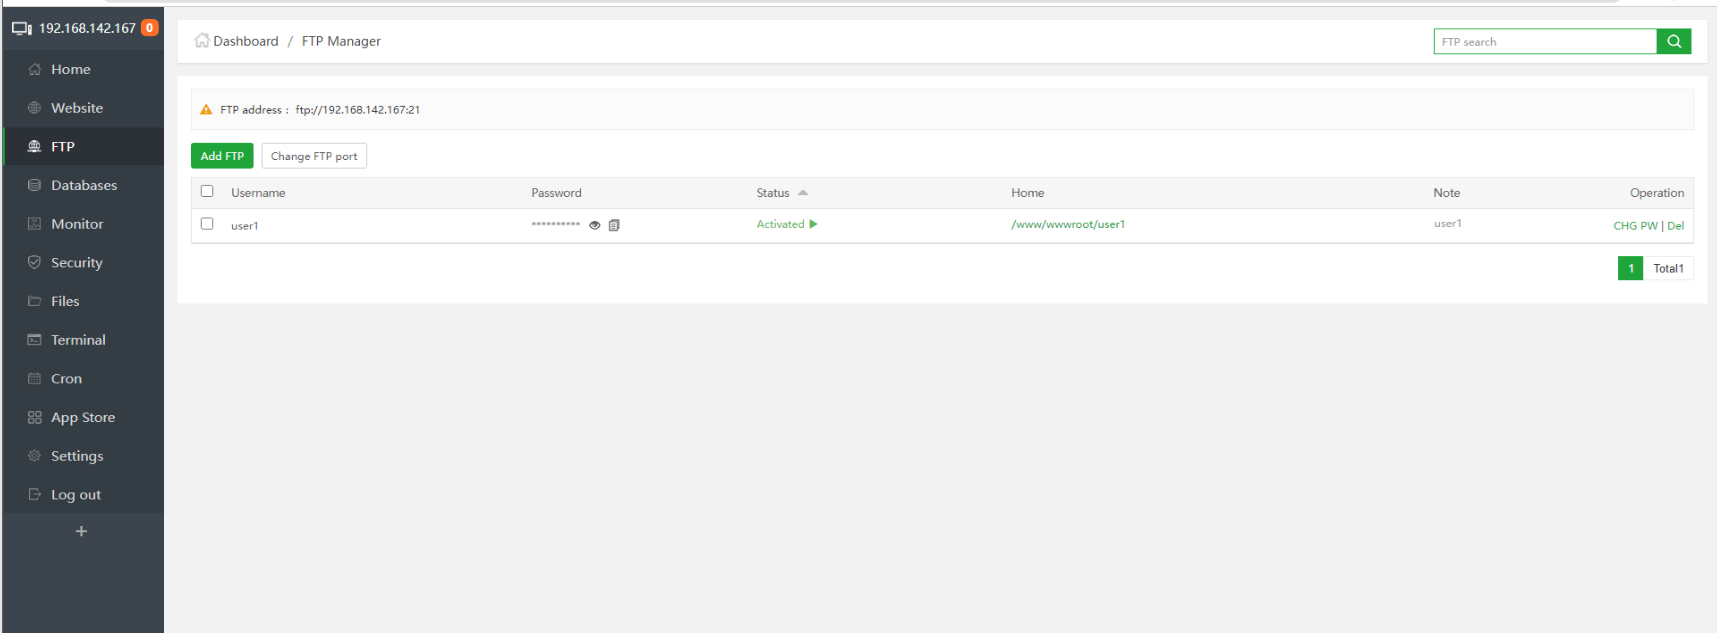 192.168.142.167 0
Home
Website
FTP
Databases
Monitor
Security
Files
Terminal
Cron
App Store
Settings
Log out
+
Dashboard / FTP Manager
FTP search
FTP address : ftp://192.168.142.167:21
Add FTP Change FTP port
Username Password Status Home Note Operation
user1 ********** Activated /www/wwwroot/user1 user1 CHG PW | Del
1 Total1